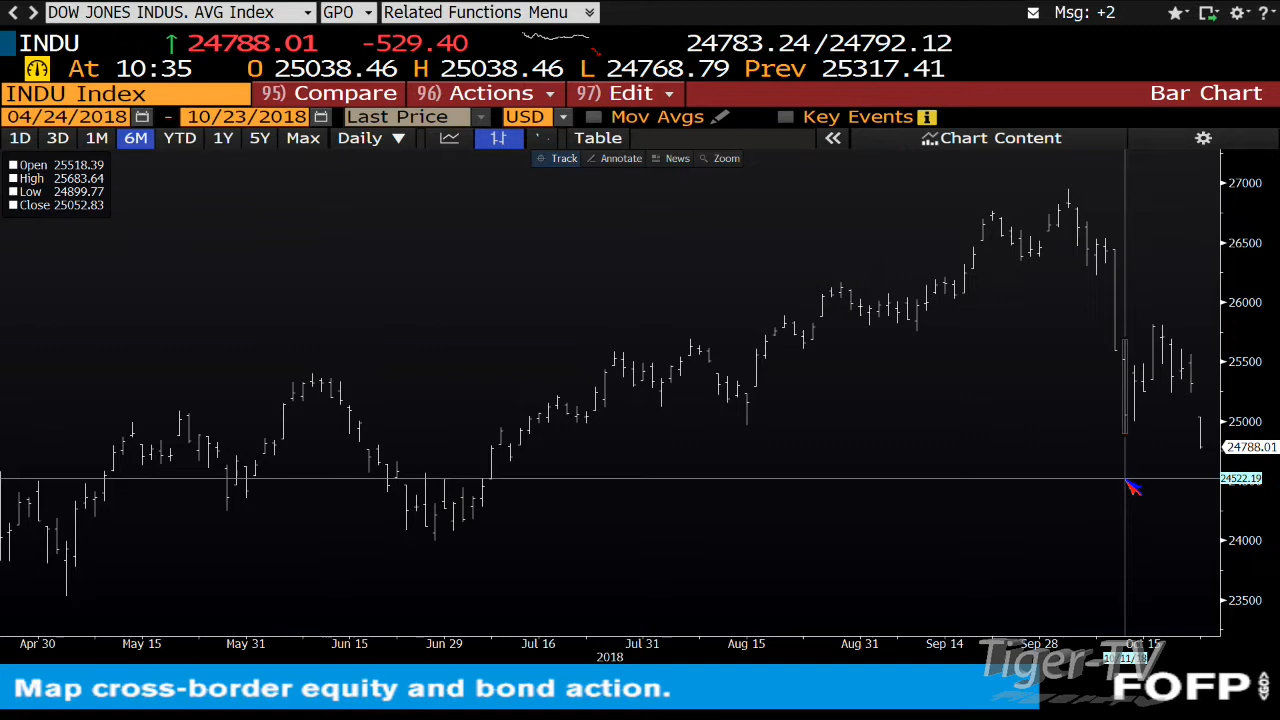 DOW JONES INDUS. AVG Index GPO Related Functions Menu Msg: +2 ?
INDU ↑ 24788.01 -529.40 24783.24/24792.12
At 10:35 O 25038.46 H 25038.46 L 24768.79 Prev 25317.41
INDU Index 95) Compare 96) Actions 97) Edit Bar Chart
04/24/2018 - 10/23/2018 Last Price USD Mov Avgs Key Events i
1D 3D 1M 6M YTD 1Y 5Y Max Daily Table « Chart Content
Track Annotate News Zoom
Open 25518.39
High 25683.64
Low 24899.77
Close 25052.83
27000
26500
26000
25500
25000
24788.01
24522.19
24000
23500
Apr 30 May 15 May 31 Jun 15 Jun 29 Jul 16 Jul 31 Aug 15 Aug 31 Sep 14 Sep 28 Oct 15
2018 10/11/18
Tiger-TV
Map cross-border equity and bond action.
FOFP <GO>